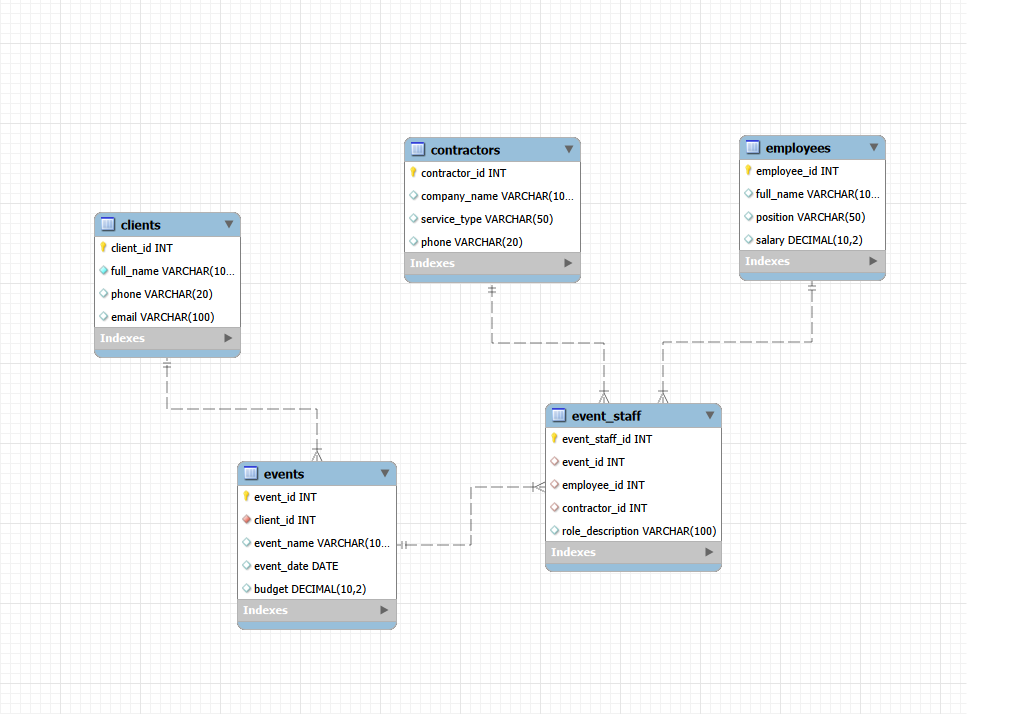 contractors
contractor_id INT
company_name VARCHAR(10...
service_type VARCHAR(50)
phone VARCHAR(20)
Indexes
employees
employee_id INT
full_name VARCHAR(10...
position VARCHAR(50)
salary DECIMAL(10,2)
Indexes
clients
client_id INT
full_name VARCHAR(10...
phone VARCHAR(20)
email VARCHAR(100)
Indexes
event_staff
event_staff_id INT
event_id INT
employee_id INT
contractor_id INT
role_description VARCHAR(100)
Indexes
events
event_id INT
client_id INT
event_name VARCHAR(10...
event_date DATE
budget DECIMAL(10,2)
Indexes